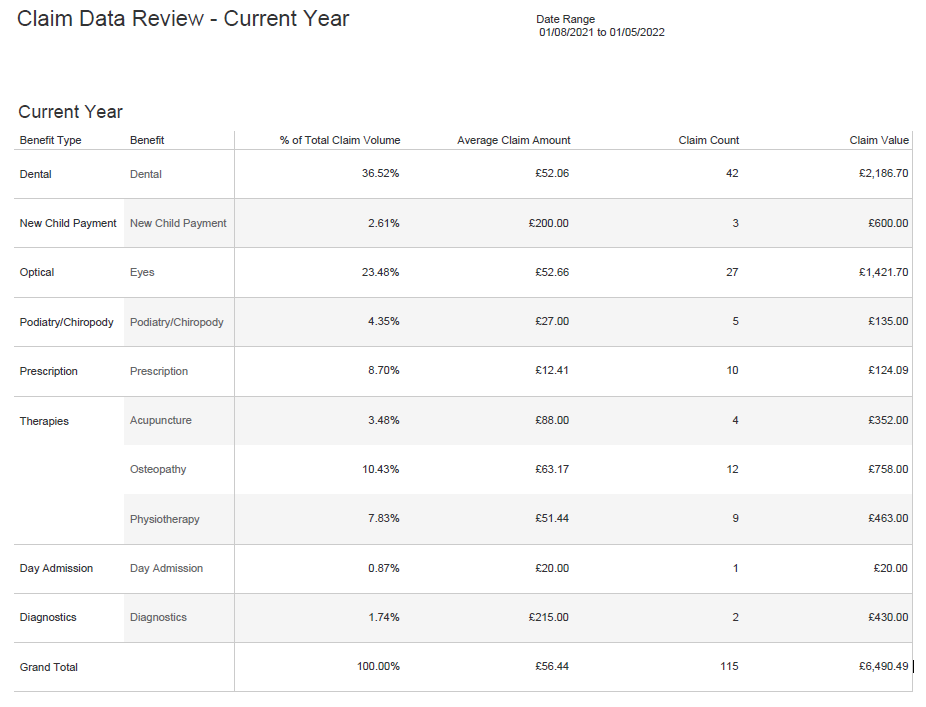 Claim Data Review - Current Year
Date Range
01/08/2021 to 01/05/2022
Current Year
Benefit Type Benefit % of Total Claim Volume Average Claim Amount Claim Count Claim Value
Dental Dental 36.52% £52.06 42 £2,186.70
New Child Payment New Child Payment 2.61% £200.00 3 £600.00
Optical Eyes 23.48% £52.66 27 £1,421.70
Podiatry/Chiropody Podiatry/Chiropody 4.35% £27.00 5 £135.00
Prescription Prescription 8.70% £12.41 10 £124.09
Therapies Acupuncture 3.48% £88.00 4 £352.00
Osteopathy 10.43% £63.17 12 £758.00
Physiotherapy 7.83% £51.44 9 £463.00
Day Admission Day Admission 0.87% £20.00 1 £20.00
Diagnostics Diagnostics 1.74% £215.00 2 £430.00
Grand Total 100.00% £56.44 115 £6,490.49